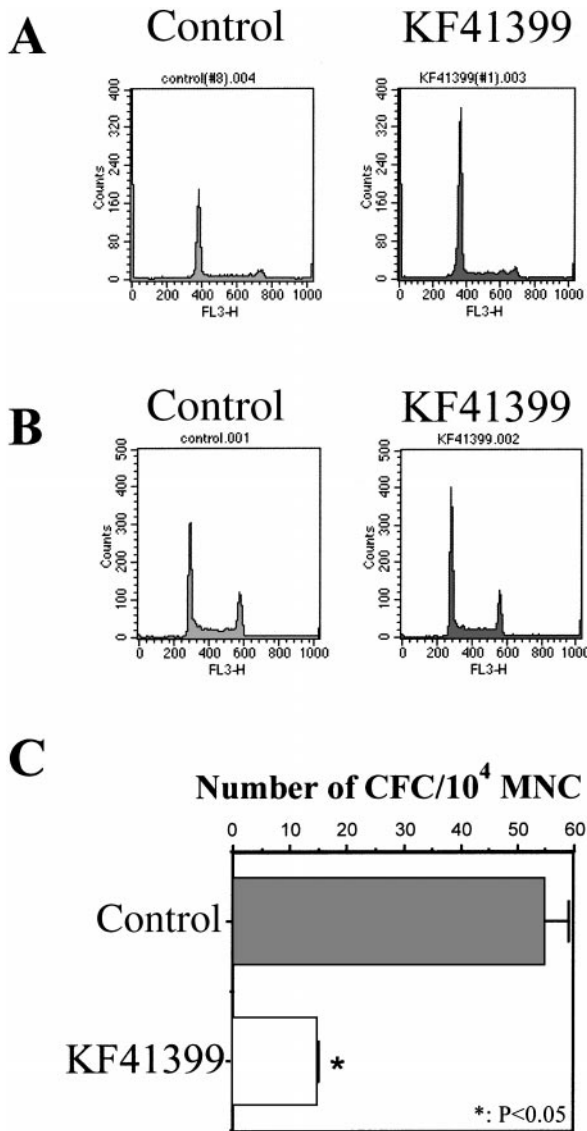 A
Control
KF41399
control(#8).004
KF41399(#1).003
Counts
0 80 160 240 320 400
0 200 400 600 800 1000
FL3-H
Counts
0 80 160 240 320 400
0 200 400 600 800 1000
FL3-H
B
Control
KF41399
control.001
KF41399.002
Counts
0 100 200 300 400 500
0 200 400 600 800 1000
FL3-H
Counts
0 100 200 300 400 500
0 200 400 600 800 1000
FL3-H
C
Number of CFC/10⁴ MNC
0 10 20 30 40 50 60
Control
KF41399
*
*: P<0.05